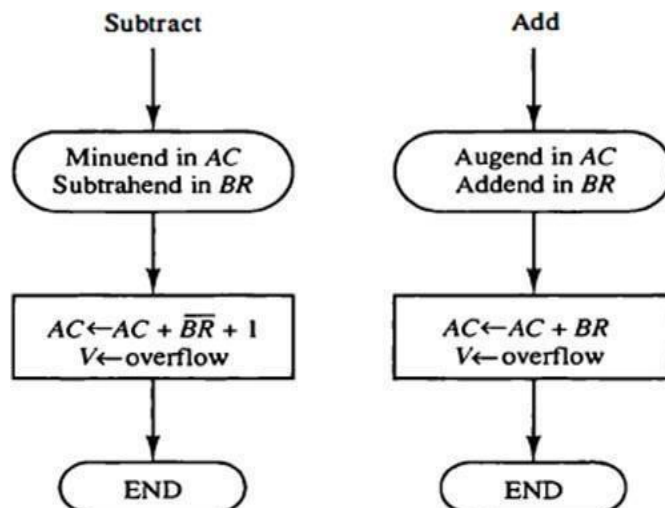 Subtract
Minuend in AC
Subtrahend in BR
AC←AC + B̅R̅ + 1
V←overflow
END
Add
Augend in AC
Addend in BR
AC←AC + BR
V←overflow
END